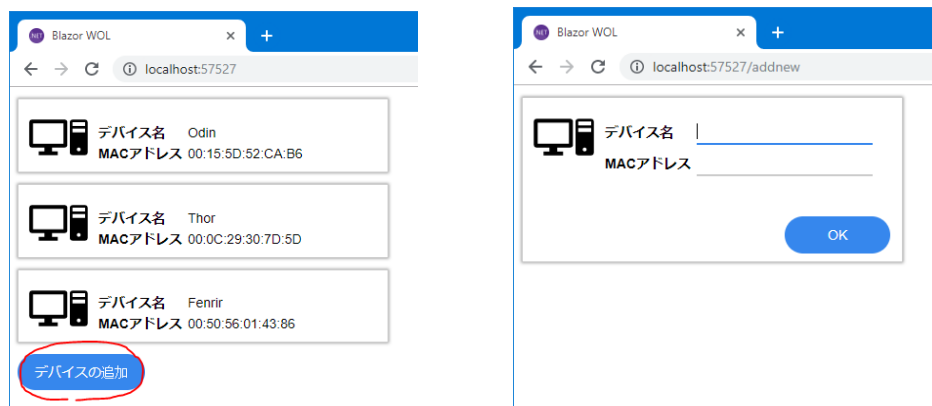 Blazor WOL
localhost:57527
デバイス名 Odin
MACアドレス 00:15:5D:52:CA:B6
デバイス名 Thor
MACアドレス 00:0C:29:30:7D:5D
デバイス名 Fenrir
MACアドレス 00:50:56:01:43:86
デバイスの追加
NET Blazor WOL
localhost:57527/addnew
デバイス名
MACアドレス
OK